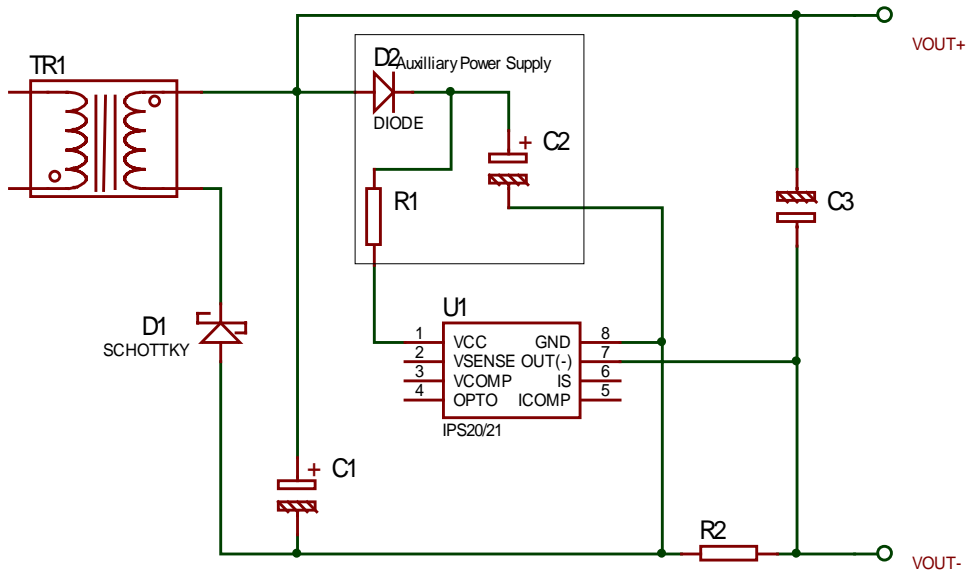 VOUT+
TR1
D2
Auxilliary Power Supply
DIODE
+
C2
R1
C3
U1
D1
SCHOTTKY
1 VCC GND 8
2 VSENSE OUT(-) 7
3 VCOMP IS 6
4 OPTO ICOMP 5
IPS20/21
+
C1
R2
VOUT-